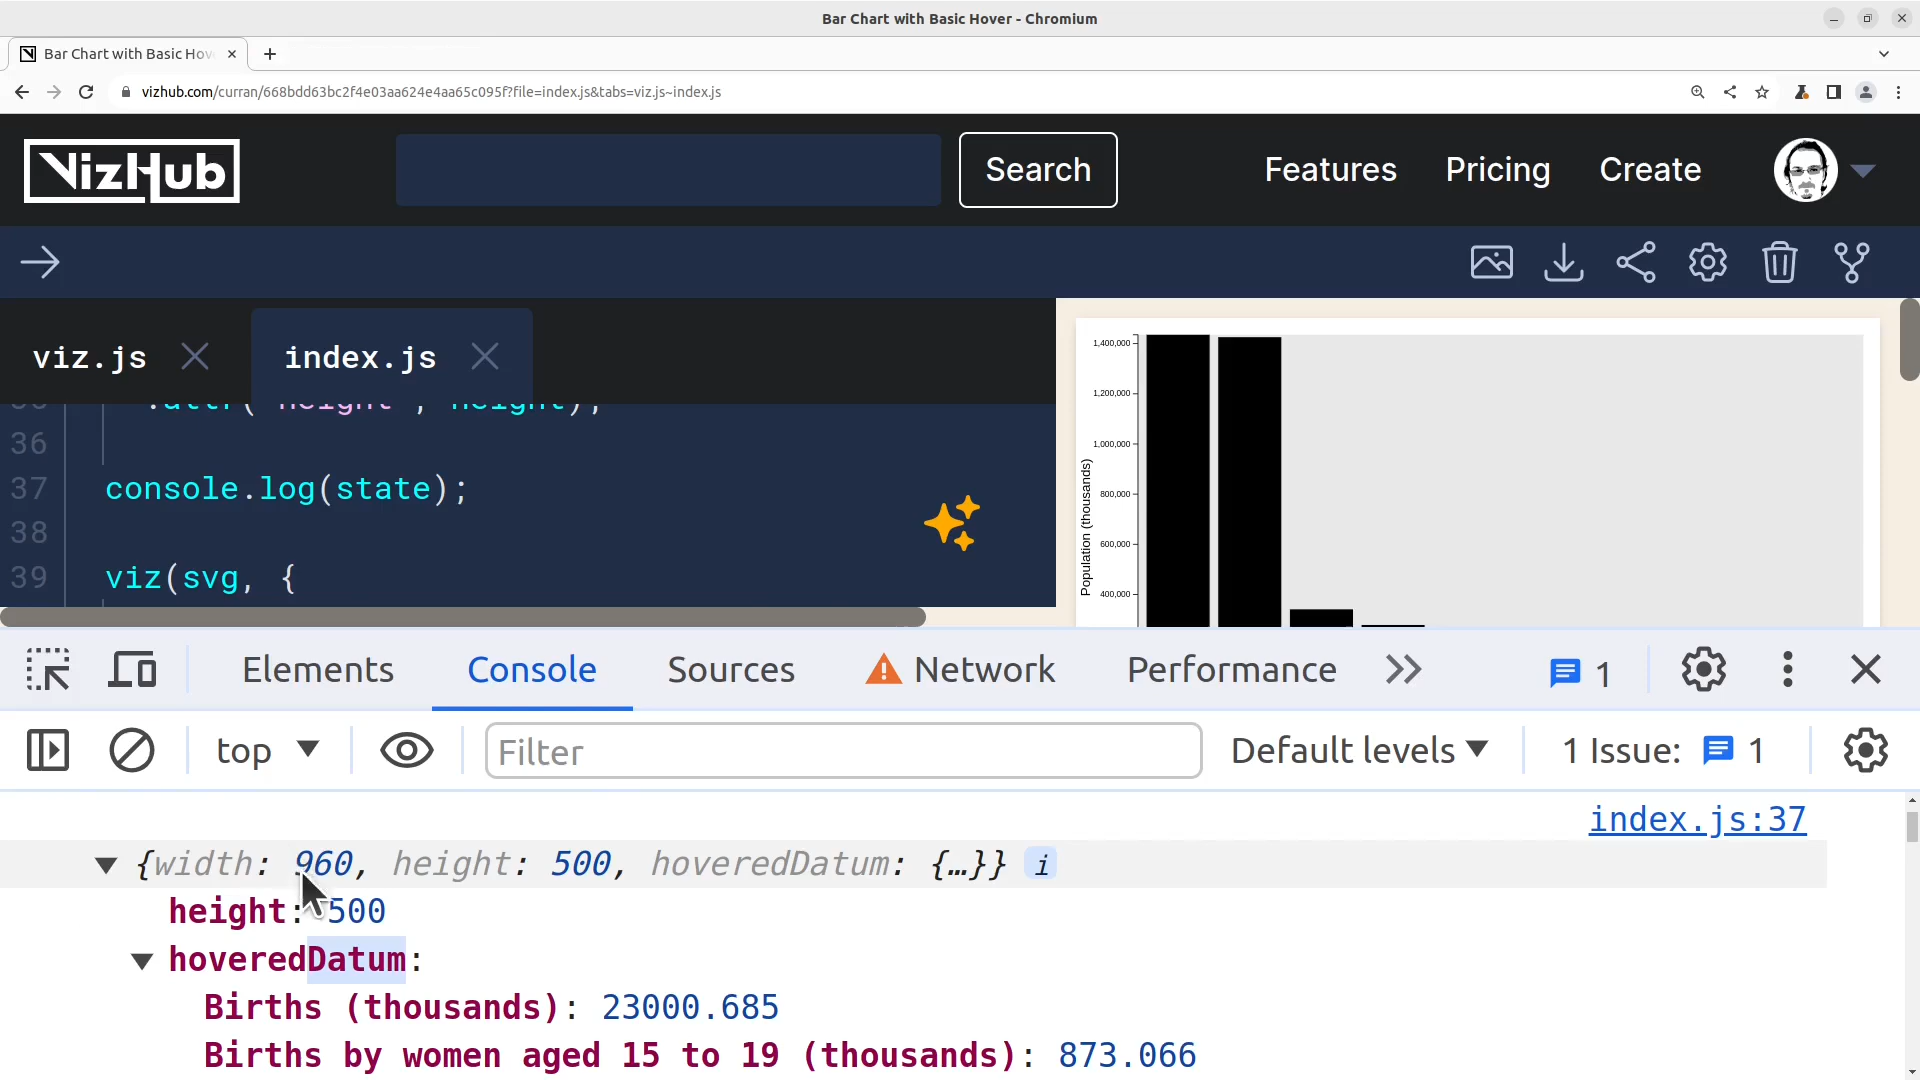 Bar Chart with Basic Hover - Chromium
Bar Chart with Basic Hov
vizhub.com/curran/668bdd63bc2f4e03aa624e4aa65c095f?file=index.js&tabs=viz.js~index.js
VizHub
Search
Features
Pricing
Create
viz.js
index.js
.attr('height', height);
36
37 console.log(state);
38
39 viz(svg, {
1,400,000
1,200,000
1,000,000
800,000
600,000
400,000
Population (thousands)
Elements
Console
Sources
Network
Performance
1
top
Filter
Default levels
1 Issue:
1
index.js:37
{width: 960, height: 500, hoveredDatum: {…}} i
height: 500
hoveredDatum:
Births (thousands): 23000.685
Births by women aged 15 to 19 (thousands): 873.066